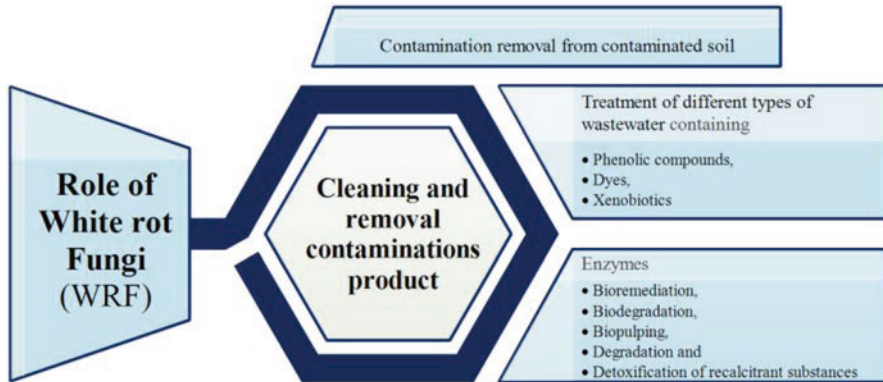 Contamination removal from contaminated soil
Role of
White rot
Fungi
(WRF)
Cleaning and
removal
contaminations
product
Treatment of different types of
wastewater containing
• Phenolic compounds,
• Dyes,
• Xenobiotics
Enzymes
• Bioremediation,
• Biodegradation,
• Biopulping,
• Degradation and
• Detoxification of recalcitrant substances